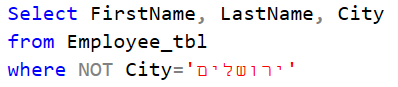 Select FirstName, LastName, City
from Employee_tbl
where NOT City='ירושלים'